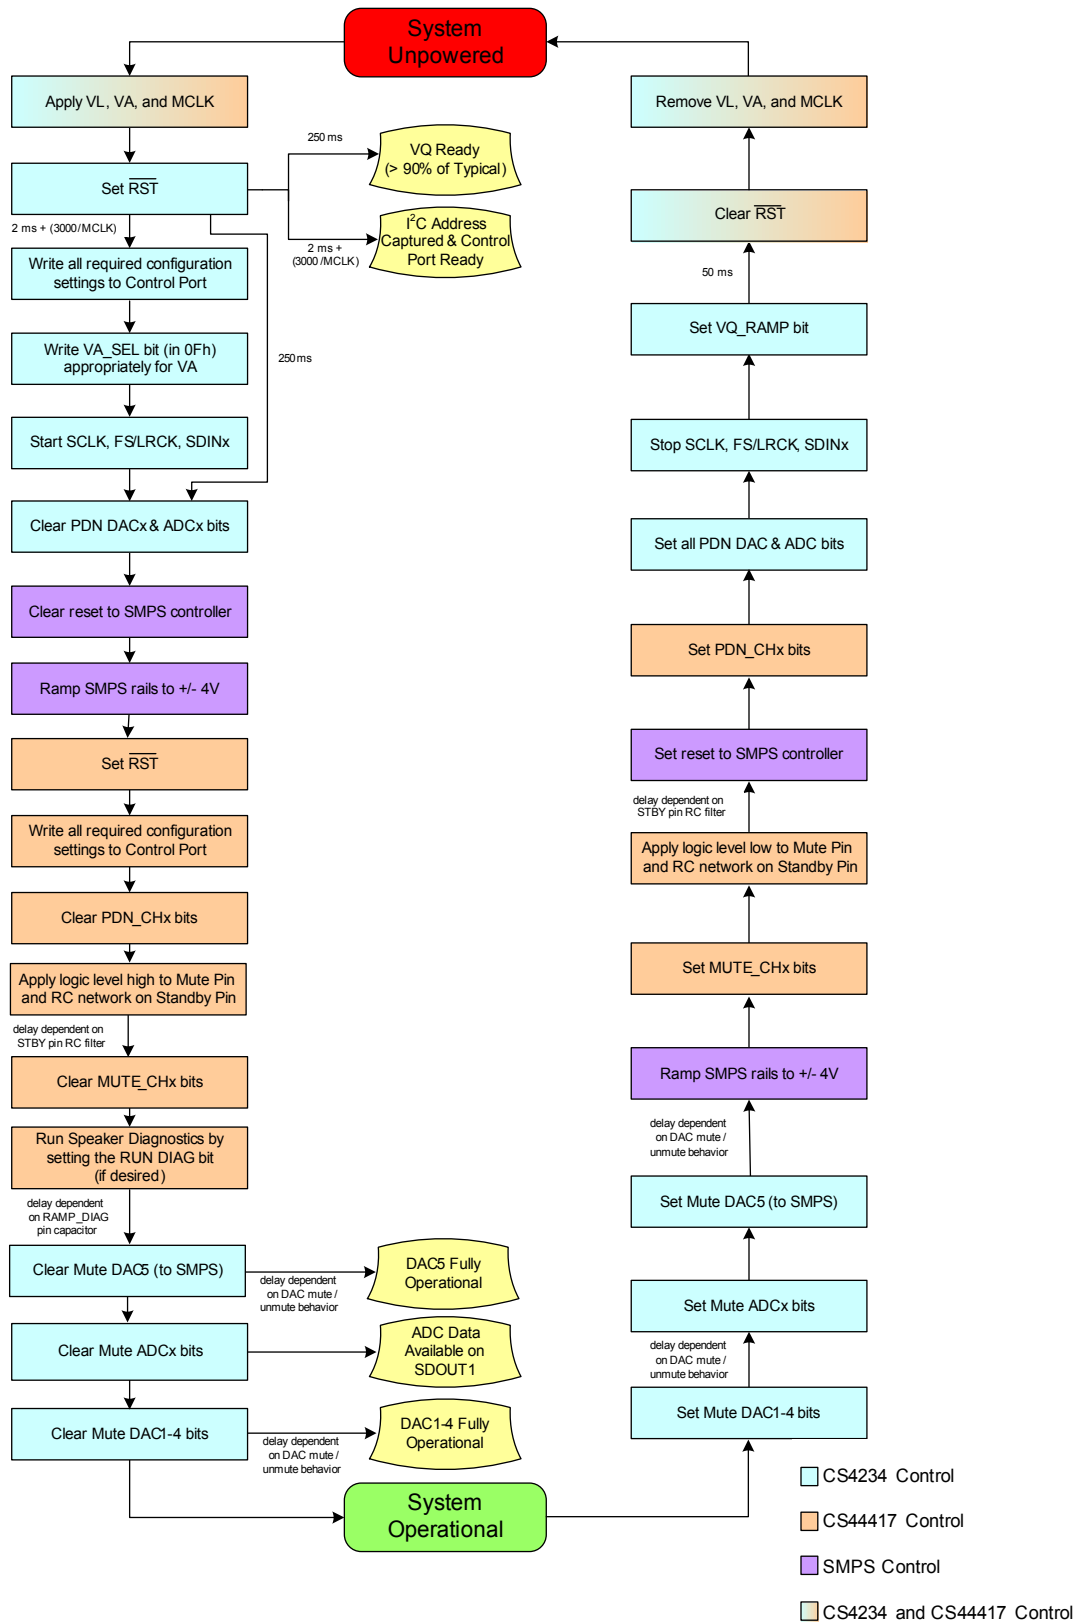 System
Unpowered
Apply VL, VA, and MCLK
Set RST
250 ms
VQ Ready
(> 90% of Typical)
2 ms + (3000/MCLK)
2 ms +
(3000/MCLK)
I2C Address
Captured & Control
Port Ready
Write all required configuration
settings to Control Port
Write VA_SEL bit (in 0Fh)
appropriately for VA
250ms
Start SCLK, FS/LRCK, SDINx
Clear PDN DACx & ADCx bits
Clear reset to SMPS controller
Ramp SMPS rails to +/- 4V
Set RST
Write all required configuration
settings to Control Port
Clear PDN_CHx bits
Apply logic level high to Mute Pin
and RC network on Standby Pin
delay dependent on
STBY pin RC filter
Clear MUTE_CHx bits
Run Speaker Diagnostics by
setting the RUN DIAG bit
(if desired)
delay dependent
on RAMP_DIAG
pin capacitor
Clear Mute DAC5 (to SMPS)
delay dependent
on DAC mute /
unmute behavior
DAC5 Fully
Operational
Clear Mute ADCx bits
ADC Data
Available on
SDOUT1
Clear Mute DAC1-4 bits
delay dependent
on DAC mute /
unmute behavior
DAC1-4 Fully
Operational
System
Operational
Remove VL, VA, and MCLK
Clear RST
50 ms
Set VQ_RAMP bit
Stop SCLK, FS/LRCK, SDINx
Set all PDN DAC & ADC bits
Set PDN_CHx bits
Set reset to SMPS controller
delay dependent on
STBY pin RC filter
Apply logic level low to Mute Pin
and RC network on Standby Pin
Set MUTE_CHx bits
Ramp SMPS rails to +/- 4V
delay dependent
on DAC mute /
unmute behavior
Set Mute DAC5 (to SMPS)
Set Mute ADCx bits
delay dependent
on DAC mute /
unmute behavior
Set Mute DAC1-4 bits
CS4234 Control
CS44417 Control
SMPS Control
CS4234 and CS44417 Control